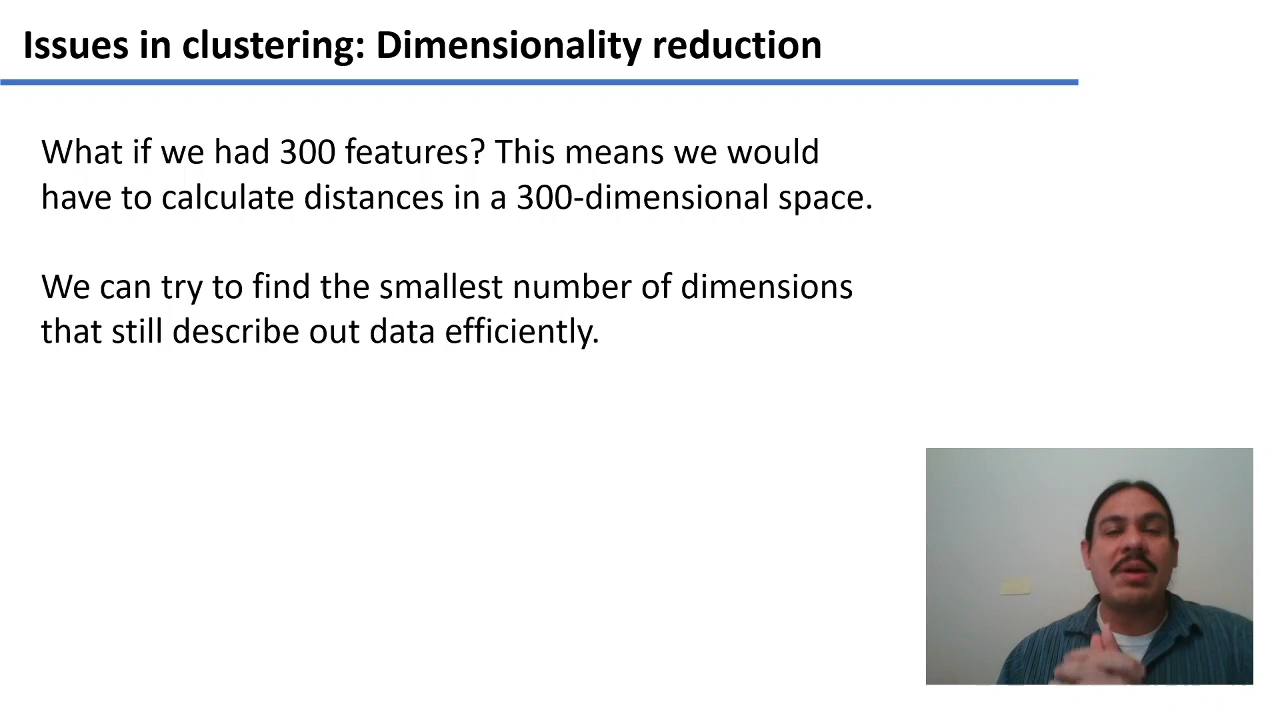 Issues in clustering: Dimensionality reduction
What if we had 300 features? This means we would
have to calculate distances in a 300-dimensional space.
We can try to find the smallest number of dimensions
that still describe out data efficiently.